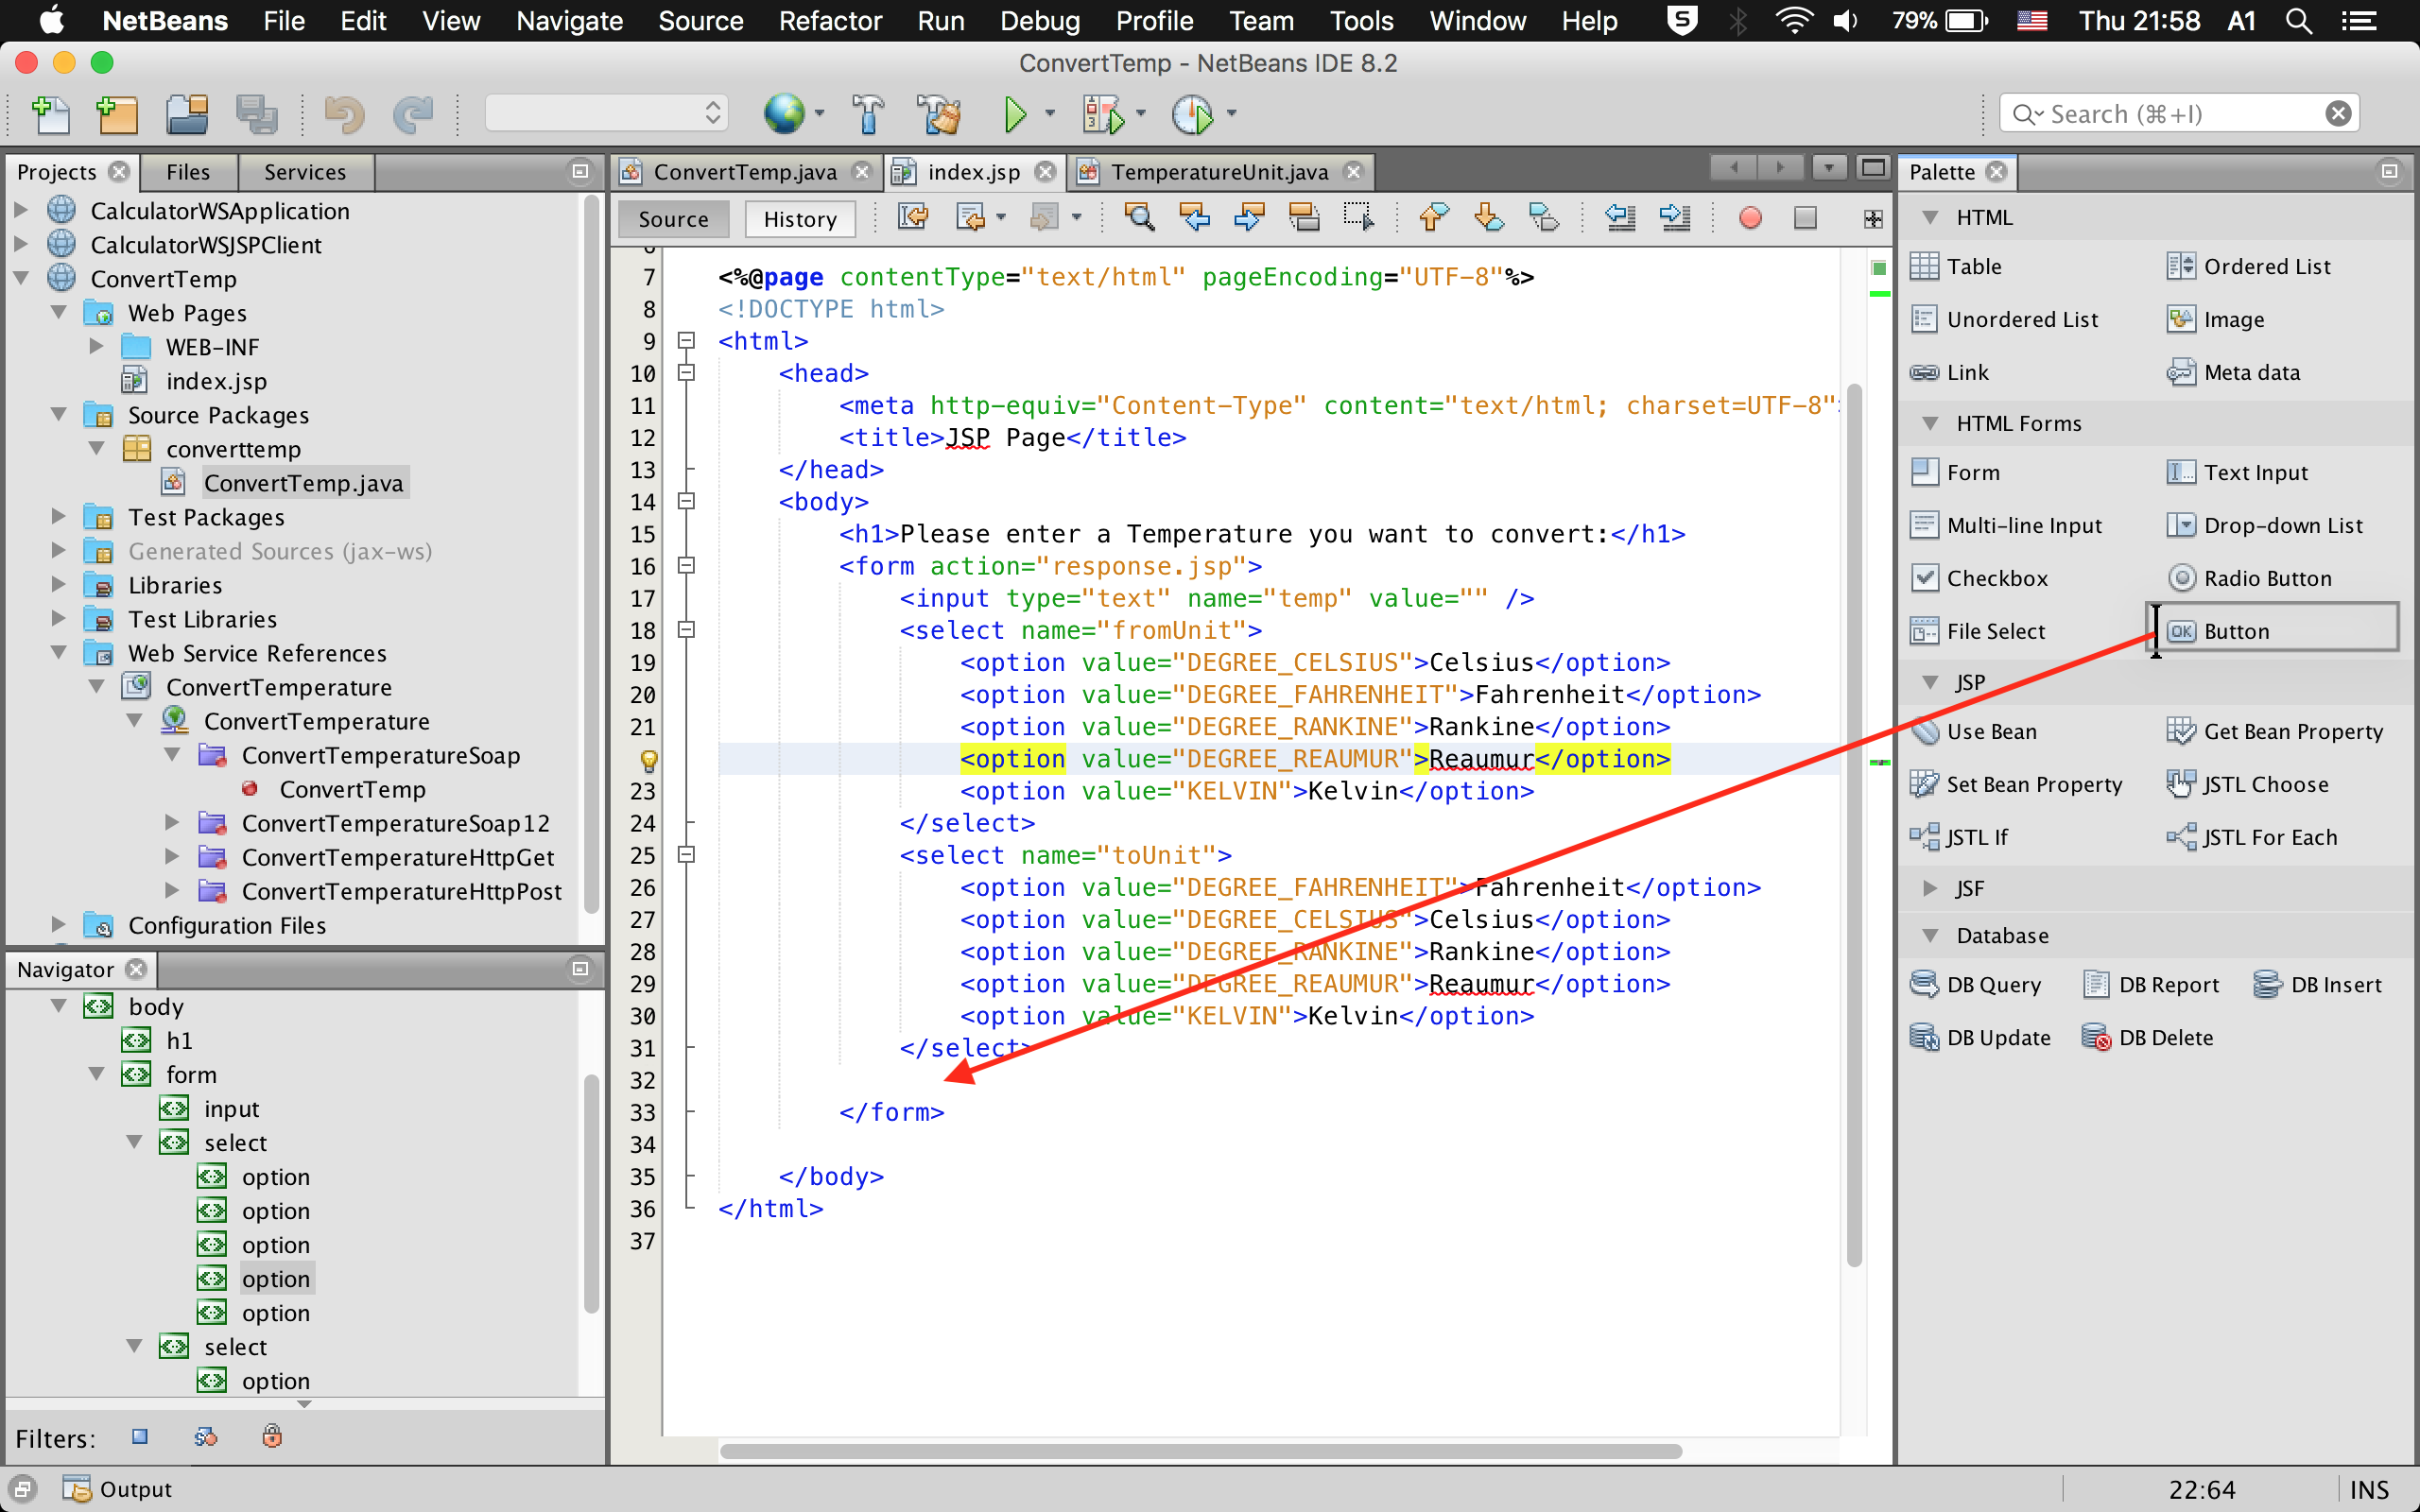 NetBeans File Edit View Navigate Source Refactor Run Debug Profile Team Tools Window Help 79% Thu 21:58 A1
ConvertTemp - NetBeans IDE 8.2
Search (⌘+I)
Projects Files Services
CalculatorWSApplication
CalculatorWSJSPClient
ConvertTemp
Web Pages
WEB-INF
index.jsp
Source Packages
converttemp
ConvertTemp.java
Test Packages
Generated Sources (jax-ws)
Libraries
Test Libraries
Web Service References
ConvertTemperature
ConvertTemperature
ConvertTemperatureSoap
ConvertTemp
ConvertTemperatureSoap12
ConvertTemperatureHttpGet
ConvertTemperatureHttpPost
Configuration Files
Navigator
body
h1
form
input
select
option
option
option
option
option
select
option
Filters:
ConvertTemp.java index.jsp TemperatureUnit.java
Source History
7 <%@page contentType="text/html" pageEncoding="UTF-8"%>
8 <!DOCTYPE html>
9 <html>
10 <head>
11 <meta http-equiv="Content-Type" content="text/html; charset=UTF-8"
12 <title>JSP Page</title>
13 </head>
14 <body>
15 <h1>Please enter a Temperature you want to convert:</h1>
16 <form action="response.jsp">
17 <input type="text" name="temp" value="" />
18 <select name="fromUnit">
19 <option value="DEGREE_CELSIUS">Celsius</option>
20 <option value="DEGREE_FAHRENHEIT">Fahrenheit</option>
21 <option value="DEGREE_RANKINE">Rankine</option>
<option value="DEGREE_REAUMUR">Reaumur</option>
23 <option value="KELVIN">Kelvin</option>
24 </select>
25 <select name="toUnit">
26 <option value="DEGREE_FAHRENHEIT">Fahrenheit</option>
27 <option value="DEGREE_CELSIUS">Celsius</option>
28 <option value="DEGREE_RANKINE">Rankine</option>
29 <option value="DEGREE_REAUMUR">Reaumur</option>
30 <option value="KELVIN">Kelvin</option>
31 </select>
32
33 </form>
34
35 </body>
36 </html>
37
Palette
HTML
Table Ordered List
Unordered List Image
Link Meta data
HTML Forms
Form Text Input
Multi-line Input Drop-down List
Checkbox Radio Button
File Select OK Button
JSP
Use Bean Get Bean Property
Set Bean Property JSTL Choose
JSTL If JSTL For Each
JSF
Database
DB Query DB Report DB Insert
DB Update DB Delete
Output 22:64 INS